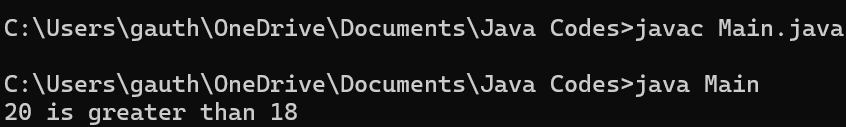 C:\Users\gauth\OneDrive\Documents\Java Codes>javac Main.java
C:\Users\gauth\OneDrive\Documents\Java Codes>java Main
20 is greater than 18